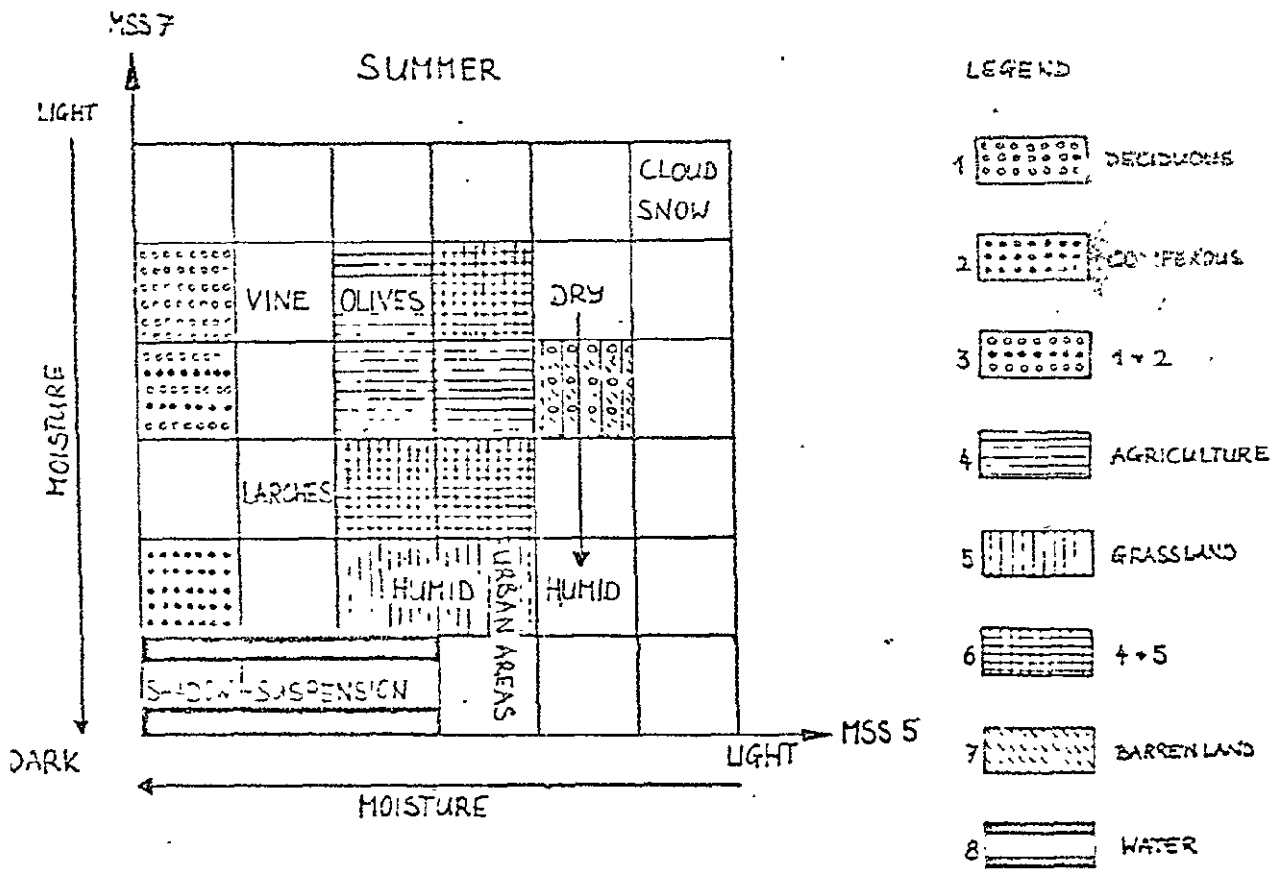 MSS 7
SUMMER
LIGHT
CLOUD
SNOW
VINE
OLIVES
DRY
MOISTURE
LARCHES
HUMID
URBAN AREAS
HUMID
SHADOW-SUSPENSION
DARK
MSS 5
LIGHT
MOISTURE
LEGEND
1 DECIDUOUS
2 CONIFEROUS
3 1+2
4 AGRICULTURE
5 GRASSLAND
6 4+5
7 BARREN LAND
8 WATER